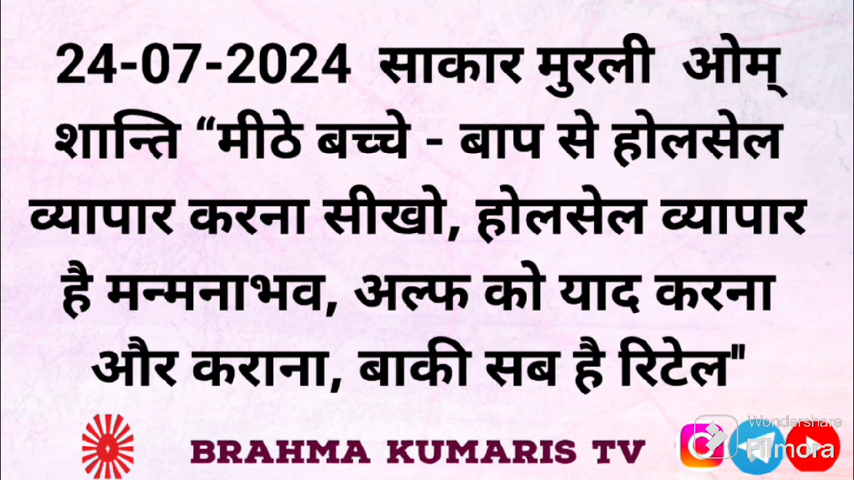 24-07-2024 साकार मुरली ओम्
शान्ति “मीठे बच्चे - बाप से होलसेल
व्यापार करना सीखो, होलसेल व्यापार
है मन्मनाभव, अल्फ को याद करना
और कराना, बाकी सब है रिटेल"
BRAHMA KUMARIS TV
Wondershare
Filmora